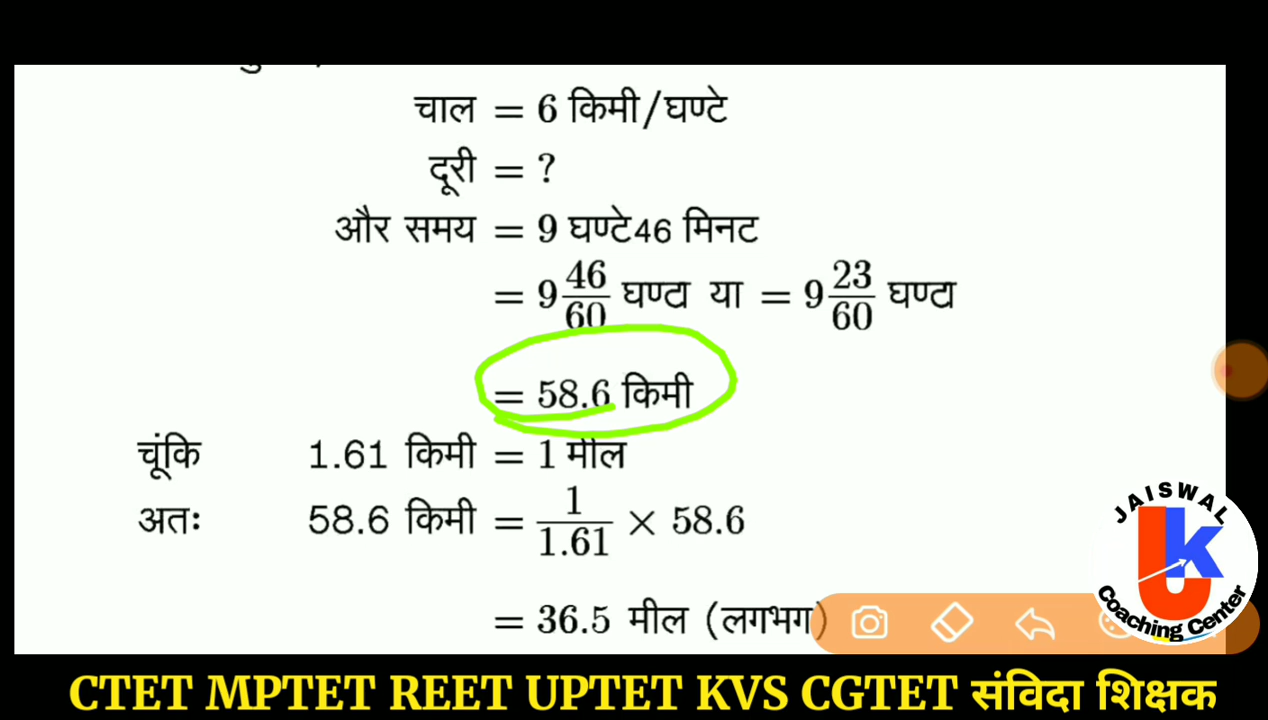 चाल = 6 किमी/घण्टे
दूरी = ?
और समय = 9 घण्टे46 मिनट
= 9 46/60 घण्टा या = 9 23/60 घण्टा
= 58.6 किमी
चूंकि 1.61 किमी = 1 मील
अतः 58.6 किमी = 1/1.61 × 58.6
= 36.5 मील (लगभग)
JAISWAL
UK
Coaching Center
CTET MPTET REET UPTET KVS CGTET संविदा शिक्षक